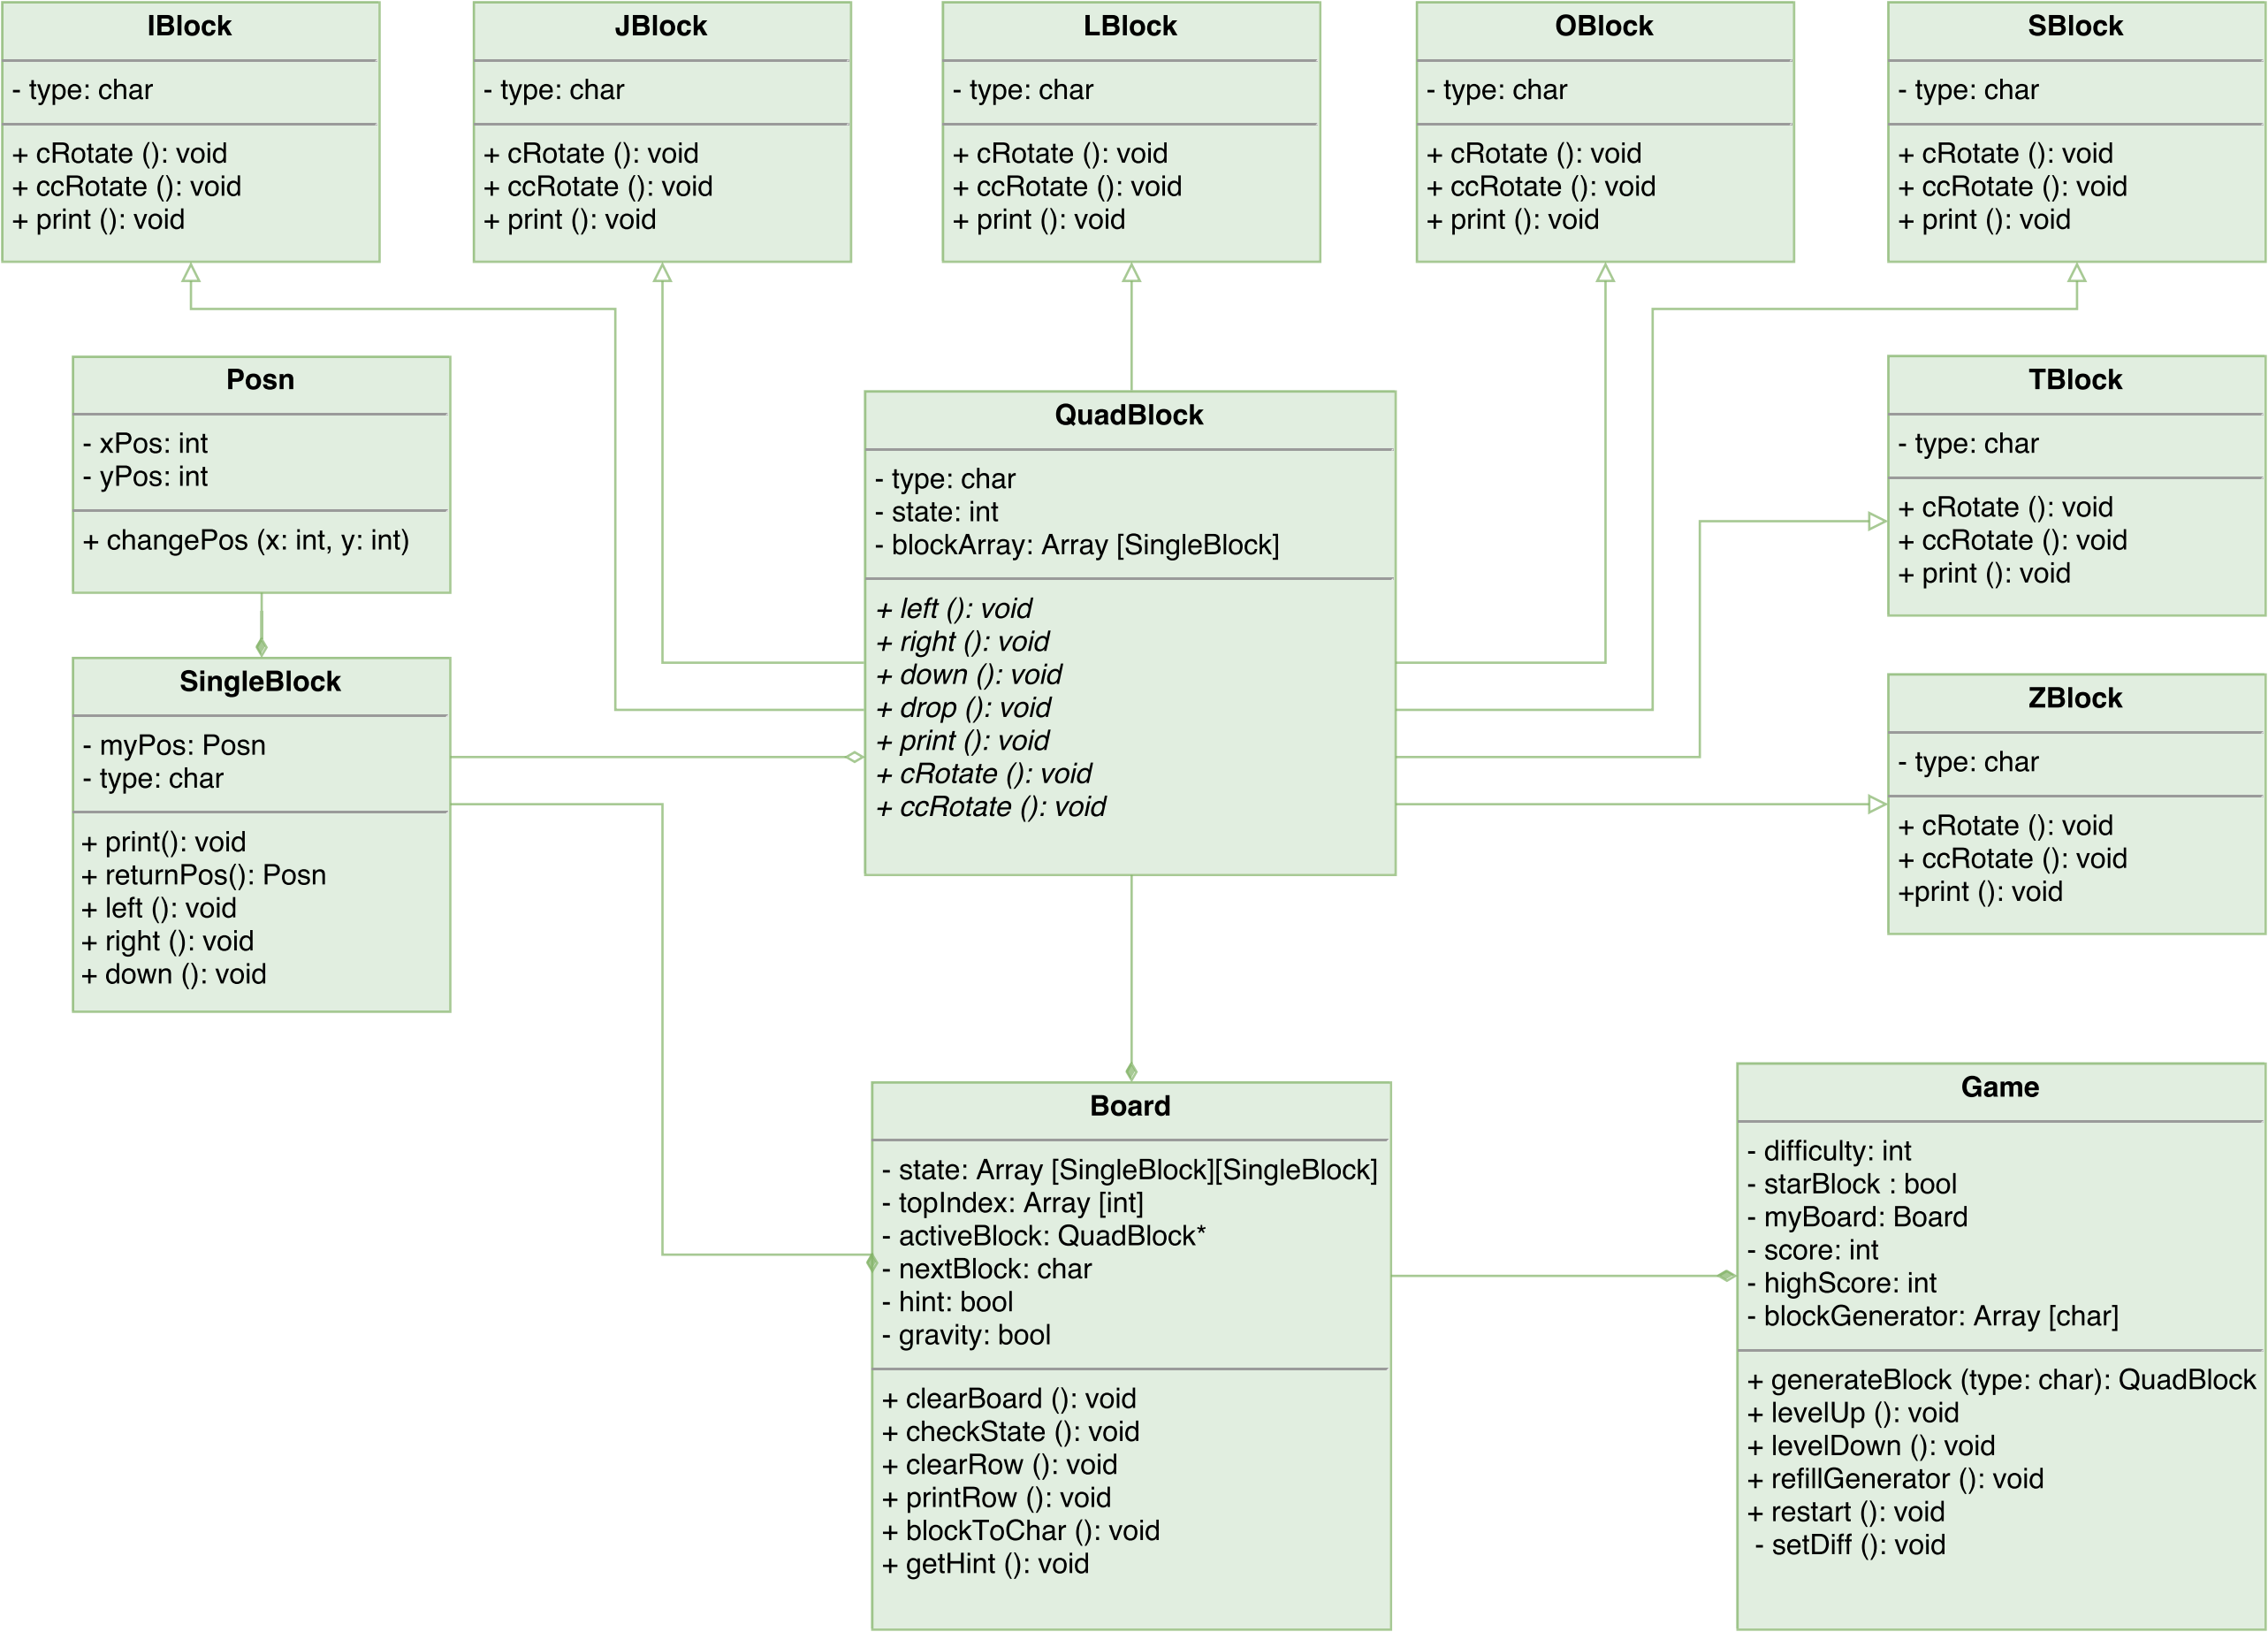 IBlock
- type: char
+ cRotate (): void
+ ccRotate (): void
+ print (): void
JBlock
- type: char
+ cRotate (): void
+ ccRotate (): void
+ print (): void
LBlock
- type: char
+ cRotate (): void
+ ccRotate (): void
+ print (): void
OBlock
- type: char
+ cRotate (): void
+ ccRotate (): void
+ print (): void
SBlock
- type: char
+ cRotate (): void
+ ccRotate (): void
+ print (): void
Posn
- xPos: int
- yPos: int
+ changePos (x: int, y: int)
QuadBlock
- type: char
- state: int
- blockArray: Array [SingleBlock]
+ left (): void
+ right (): void
+ down (): void
+ drop (): void
+ print (): void
+ cRotate (): void
+ ccRotate (): void
TBlock
- type: char
+ cRotate (): void
+ ccRotate (): void
+ print (): void
SingleBlock
- myPos: Posn
- type: char
+ print(): void
+ returnPos(): Posn
+ left (): void
+ right (): void
+ down (): void
ZBlock
- type: char
+ cRotate (): void
+ ccRotate (): void
+print (): void
Board
- state: Array [SingleBlock][SingleBlock]
- topIndex: Array [int]
- activeBlock: QuadBlock*
- nextBlock: char
- hint: bool
- gravity: bool
+ clearBoard (): void
+ checkState (): void
+ clearRow (): void
+ printRow (): void
+ blockToChar (): void
+ getHint (): void
Game
- difficulty: int
- starBlock : bool
- myBoard: Board
- score: int
- highScore: int
- blockGenerator: Array [char]
+ generateBlock (type: char): QuadBlock
+ levelUp (): void
+ levelDown (): void
+ refillGenerator (): void
+ restart (): void
- setDiff (): void